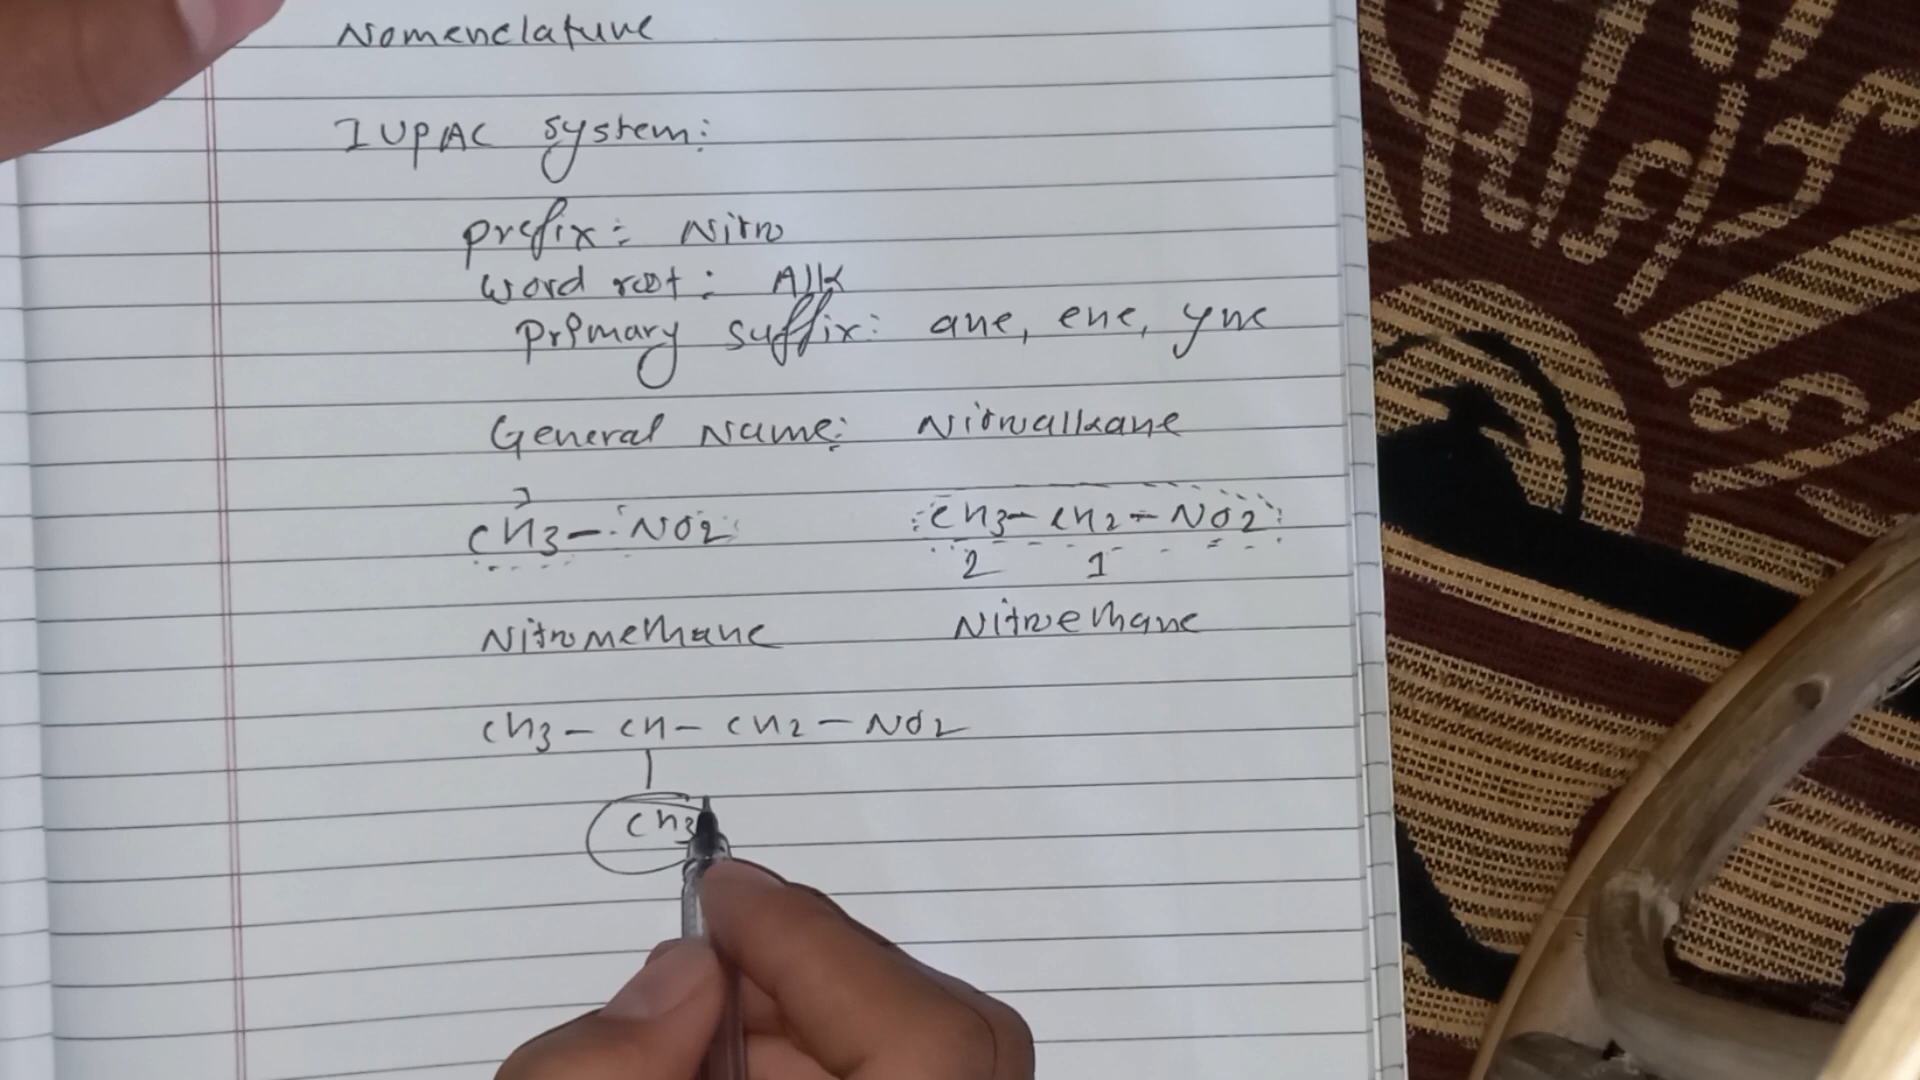 Nomenclature
IUPAC system:
prefix: Nitro
word root: Alk
Primary suffix: ane, ene, yne
General Name: Nitroalkane
CH3 - NO2 CH3 - CH2 - NO2
2 1
Nitromethane Nitroethane
CH3 - CH - CH2 - NO2
CH3